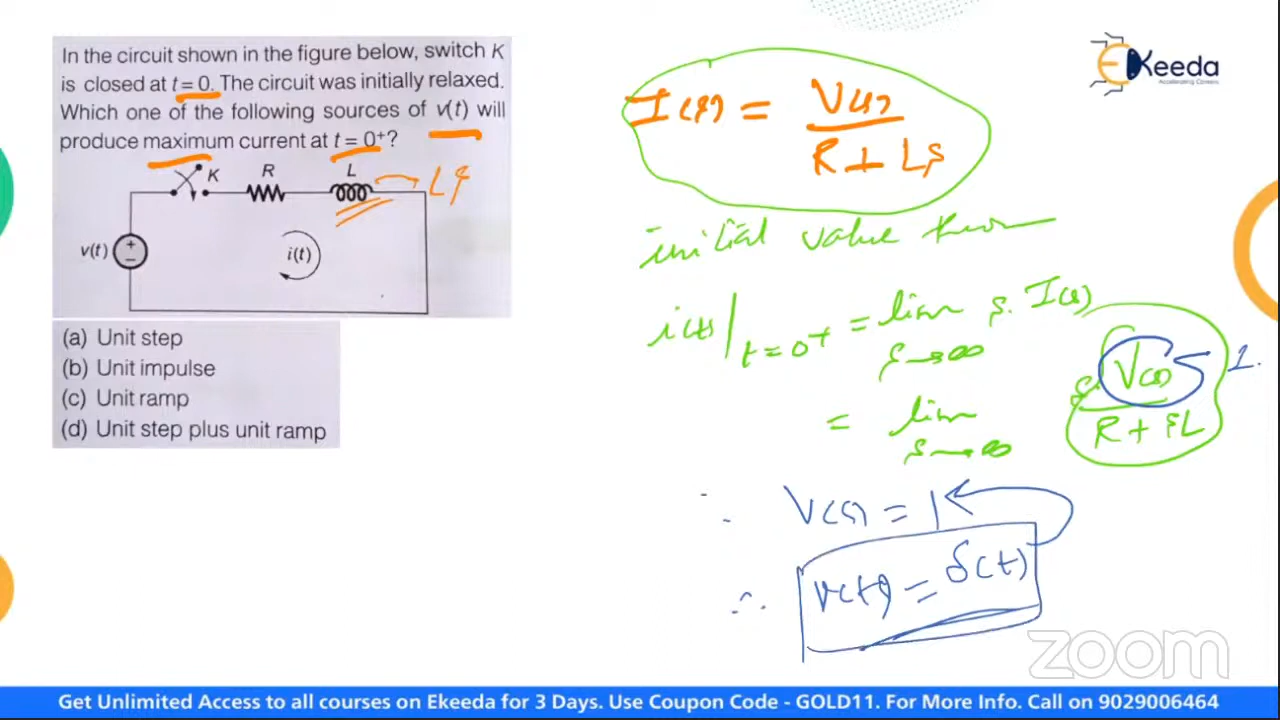 In the circuit shown in the figure below, switch K
is closed at t = 0. The circuit was initially relaxed.
Which one of the following sources of v(t) will
produce maximum current at t = 0⁺?
K
R
L
LS
v(t)
+
−
i(t)
(a) Unit step
(b) Unit impulse
(c) Unit ramp
(d) Unit step plus unit ramp
Ekeeda
Accelerating Careers
I(s) = V(s)
R + Ls
initial value
i(t)|t=0⁺ = lim s→∞ s. I(s)
= lim s→∞ s. V(s)
R + sL
1.
V(s) = 1
∴ v(t) = δ(t)
zoom
Get Unlimited Access to all courses on Ekeeda for 3 Days. Use Coupon Code - GOLD11. For More Info. Call on 9029006464